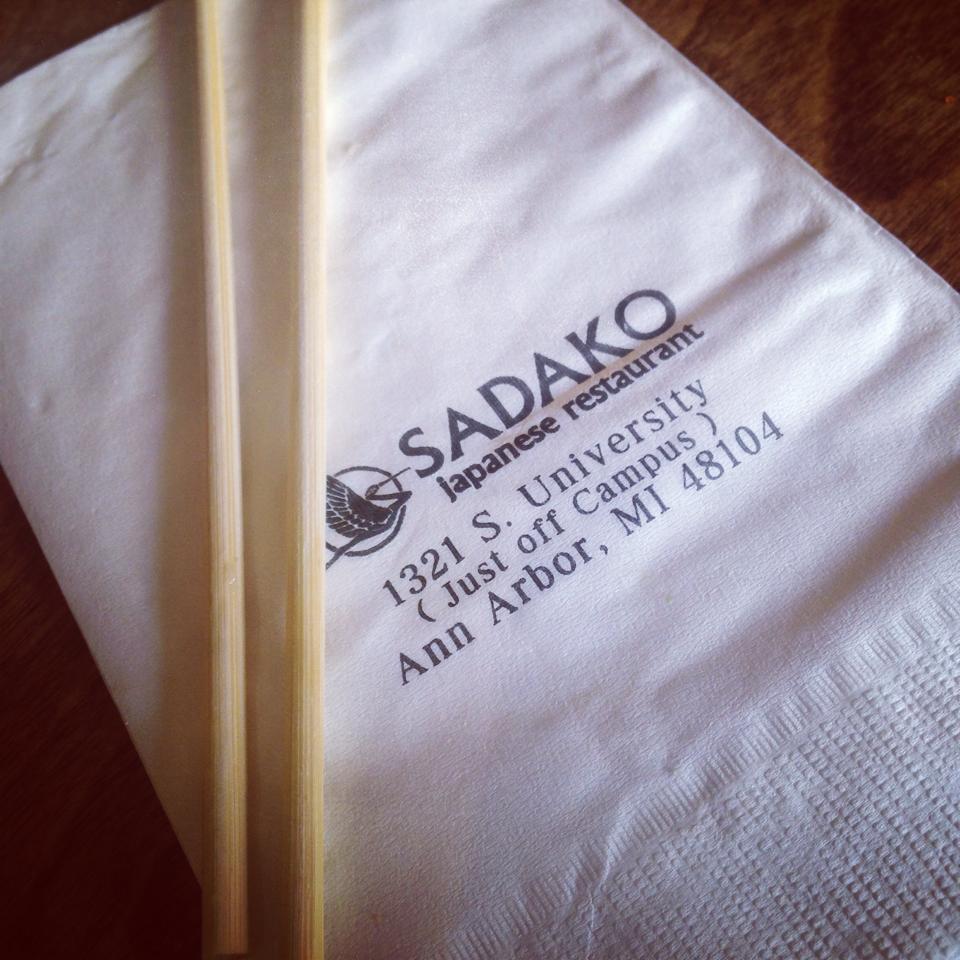 SADAKO
japanese restaurant
1321 S. University
( Just off Campus )
Ann Arbor, MI 48104